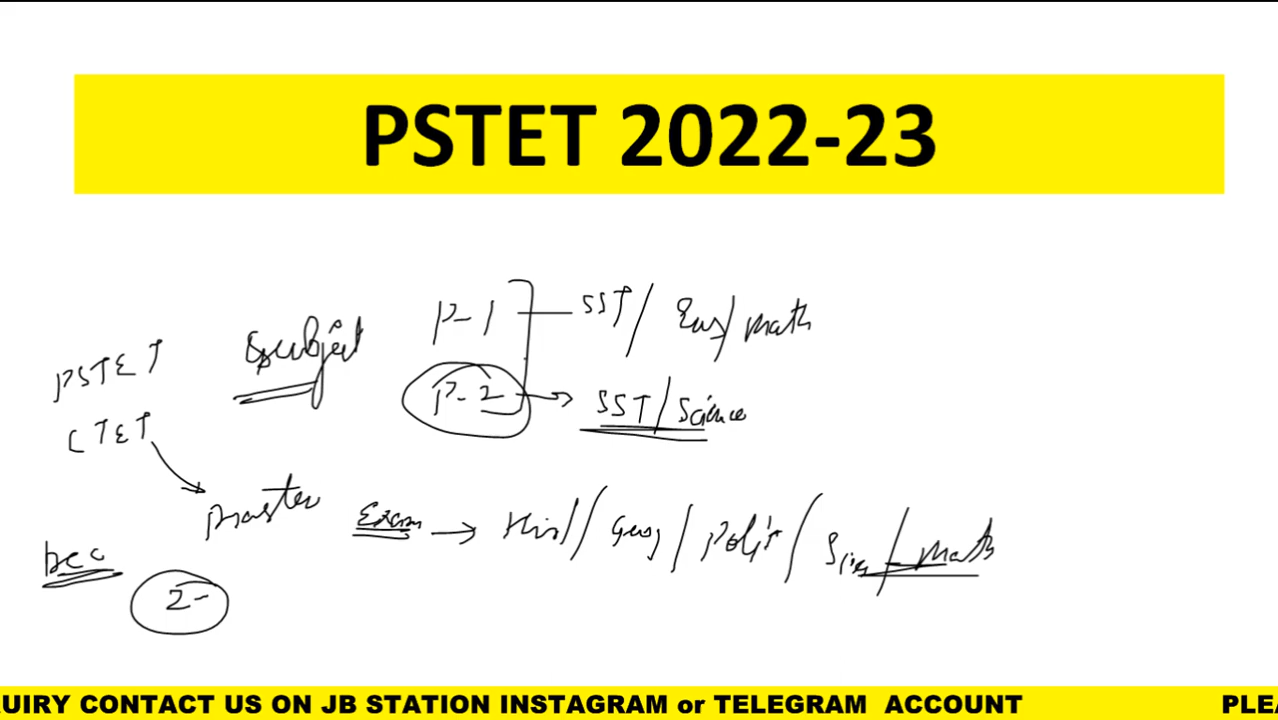 PSTET 2022-23
P-1 SST/ Eng/math
PSTET Subject
P-2 SST/Science
CTET
master Exam → Hist/ Geog/ Polit/ / math
Dec
2-
UIRY CONTACT US ON JB STATION INSTAGRAM or TELEGRAM ACCOUNT PLEA